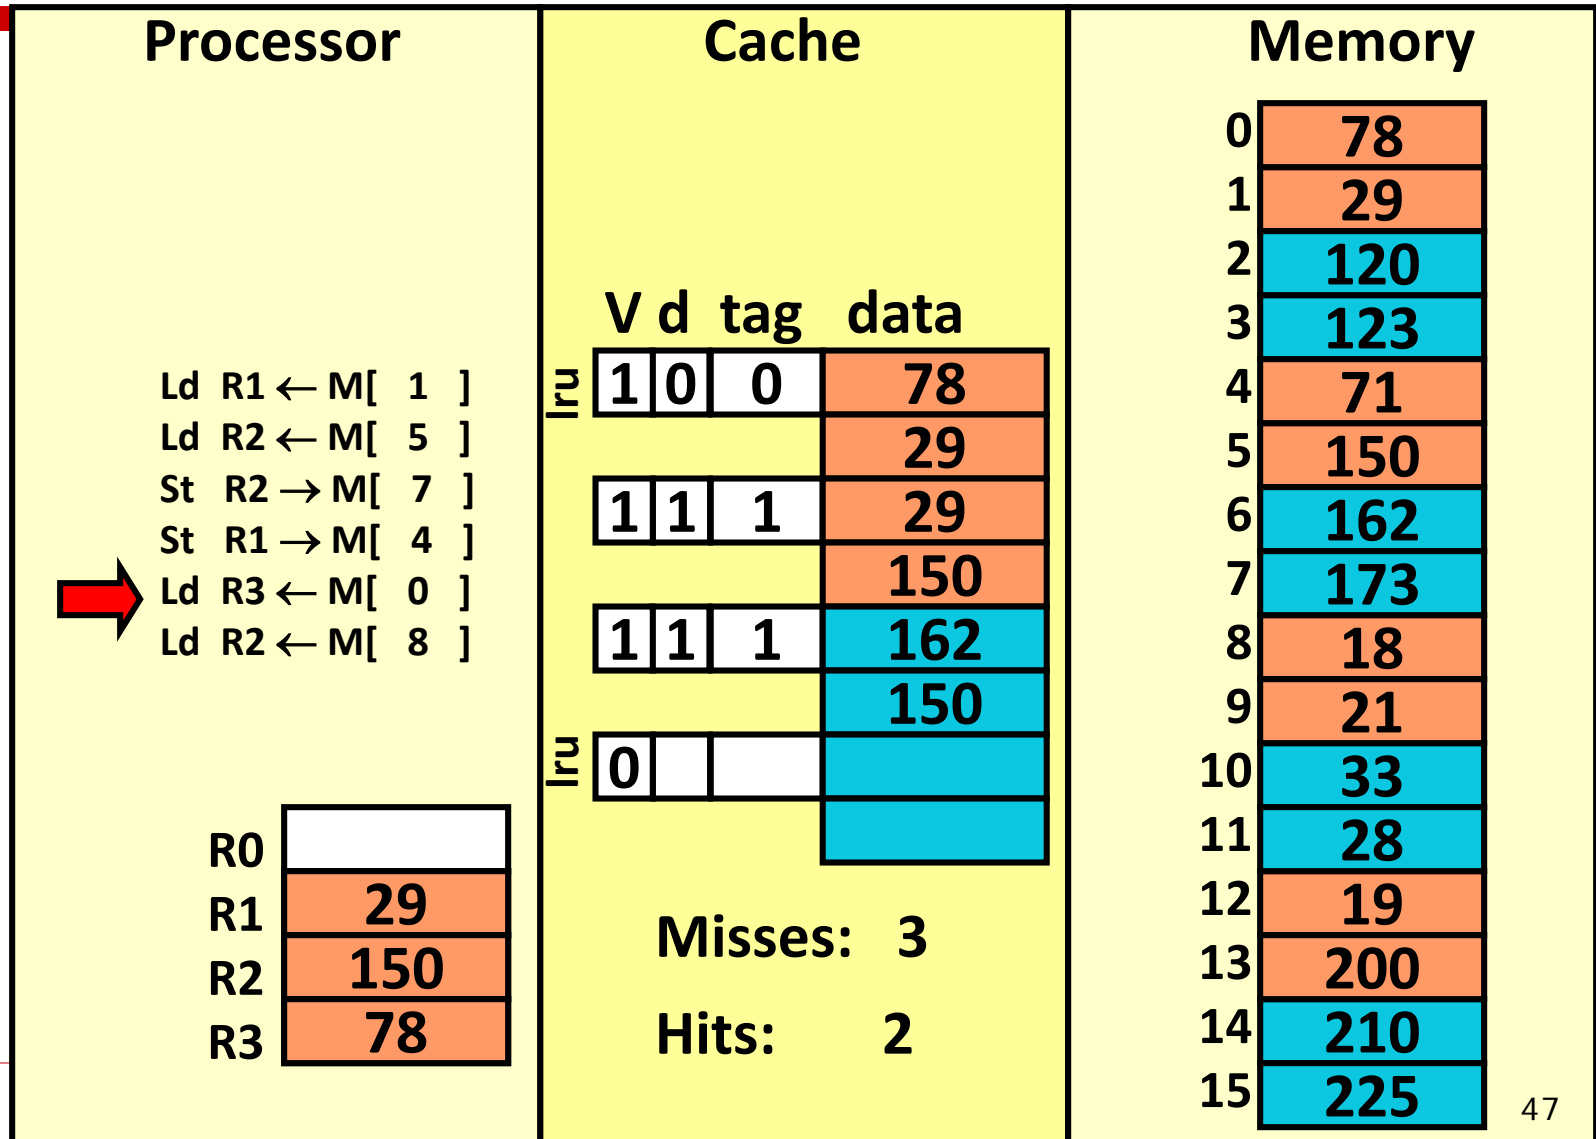 Processor
Ld R1 ← M[ 1 ]
Ld R2 ← M[ 5 ]
St R2 → M[ 7 ]
St R1 → M[ 4 ]
Ld R3 ← M[ 0 ]
Ld R2 ← M[ 8 ]
R0
R1 29
R2 150
R3 78
Cache
V d tag data
lru 1 0 0 78
29
1 1 1 29
150
1 1 1 162
150
lru 0
Misses: 3
Hits: 2
Memory
0 78
1 29
2 120
3 123
4 71
5 150
6 162
7 173
8 18
9 21
10 33
11 28
12 19
13 200
14 210
15 225
47